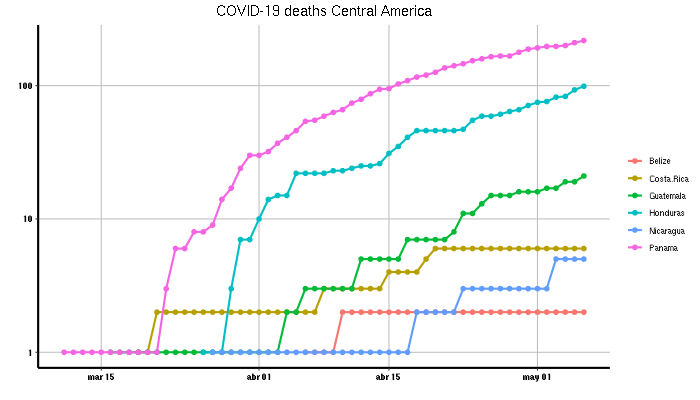 COVID-19 deaths Central America
100
10
1
mar 15
abr 01
abr 15
may 01
Belize
Costa.Rica
Guatemala
Honduras
Nicaragua
Panama